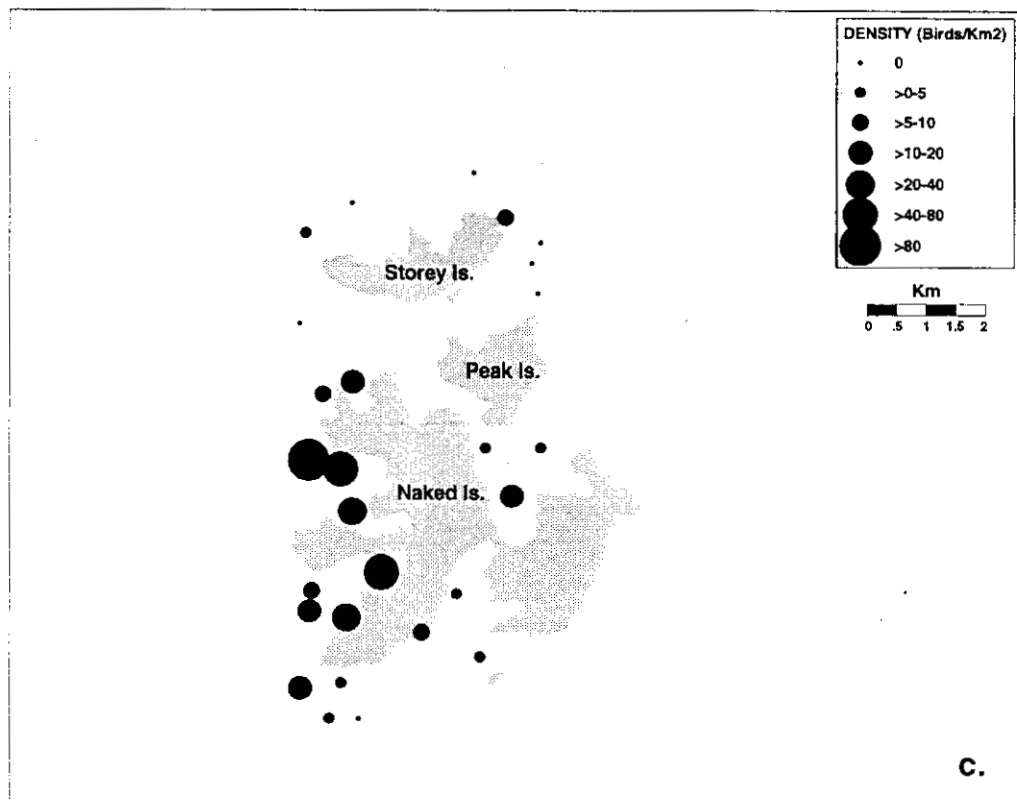 DENSITY (Birds/Km2)
0
>0-5
>5-10
>10-20
>20-40
>40-80
>80
Km
0 .5 1 1.5 2
Storey Is.
Peak Is.
Naked Is.
C.